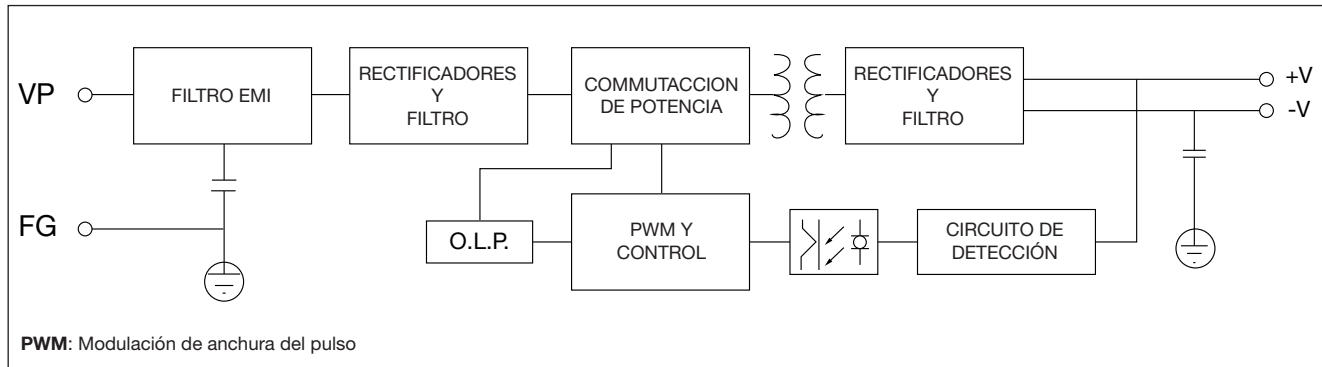 VP
FILTRO EMI
RECTIFICADORES
Y
FILTRO
COMMUTACCION
DE POTENCIA
RECTIFICADORES
Y
FILTRO
+V
-V
FG
O.L.P.
PWM Y
CONTROL
CIRCUITO DE
DETECCIÓN
PWM: Modulación de anchura del pulso